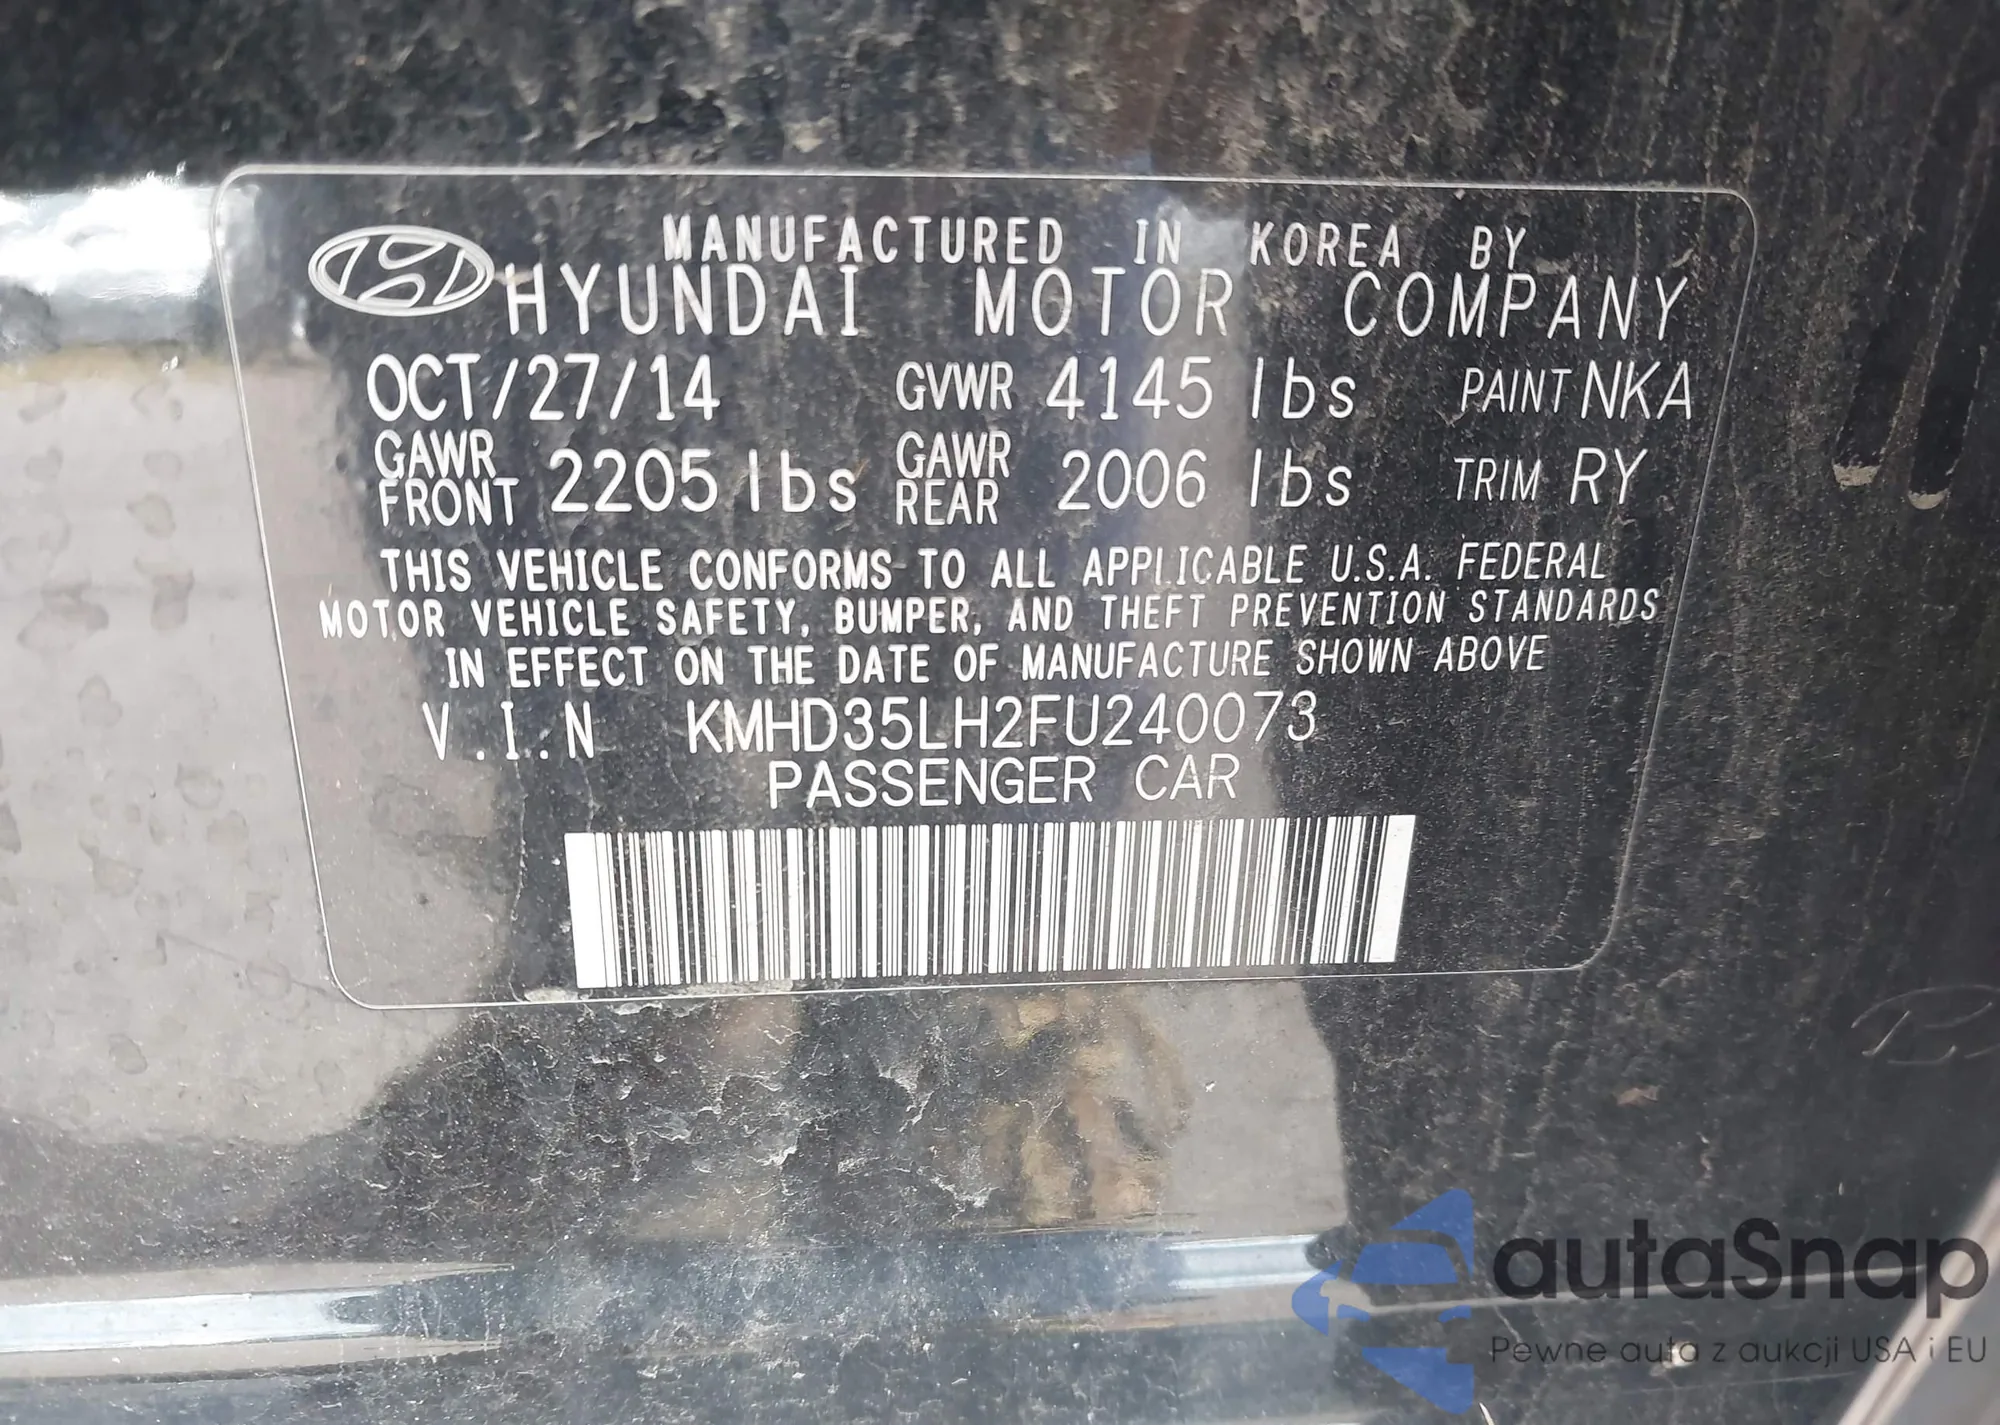 MANUFACTURED IN KOREA BY
HYUNDAI MOTOR COMPANY
OCT/27/14 GVWR 4145 lbs PAINT NKA
GAWR FRONT 2205 lbs GAWR REAR 2006 lbs TRIM RY
THIS VEHICLE CONFORMS TO ALL APPLICABLE U.S.A. FEDERAL
MOTOR VEHICLE SAFETY, BUMPER, AND THEFT PREVENTION STANDARDS
IN EFFECT ON THE DATE OF MANUFACTURE SHOWN ABOVE
V.I.N KMHD35LH2FU240073
PASSENGER CAR
autaSnap
Pewne auta z aukcji USA i EU